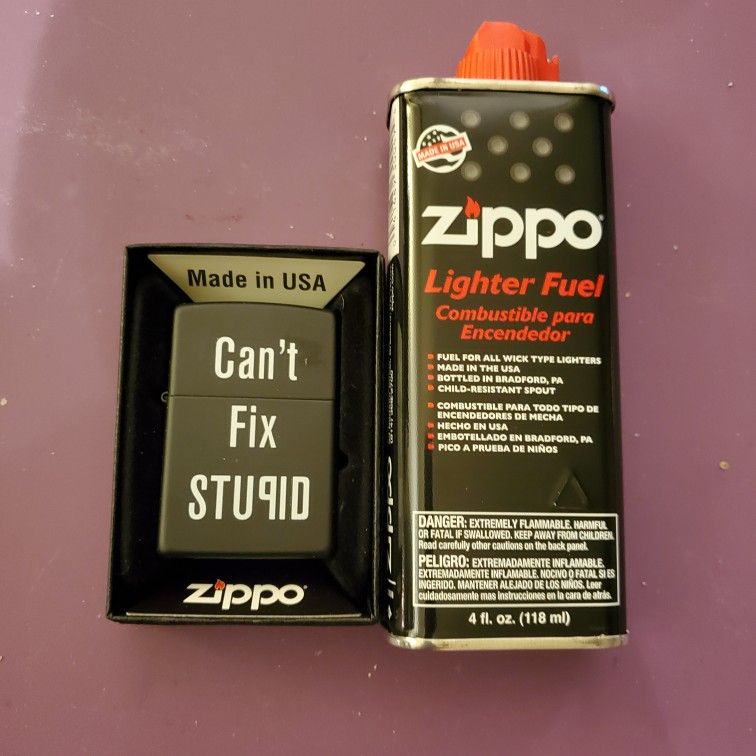 Made in USA
Can't
Fix
STUꟼID
zippo
MADE IN USA
zippo
Lighter Fuel
Combustible para
Encendedor
FUEL FOR ALL WICK TYPE LIGHTERS
MADE IN THE USA
BOTTLED IN BRADFORD, PA
CHILD-RESISTANT SPOUT
COMBUSTIBLE PARA TODO TIPO DE
ENCENDEDORES DE MECHA
HECHO EN USA
EMBOTELLADO EN BRADFORD, PA
PICO A PRUEBA DE NIÑOS
DANGER: EXTREMELY FLAMMABLE. HARMFUL
OR FATAL IF SWALLOWED. KEEP AWAY FROM CHILDREN.
Read carefully other cautions on the back panel.
PELIGRO: EXTREMADAMENTE INFLAMABLE.
EXTREMADAMENTE INFLAMABLE. NOCIVO O FATAL SI ES
INGERIDO. MANTENER ALEJADO DE LOS NIÑOS. Leer
cuidadosamente mas instrucciones en la cara de atrás.
4 fl. oz. (118 ml)